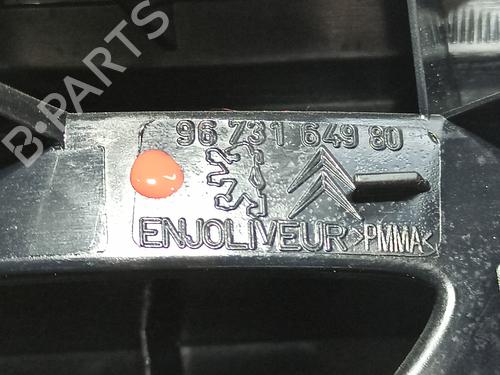 B-PARTS
96 731 649 80
ENJOLIVEUR >PMMA<